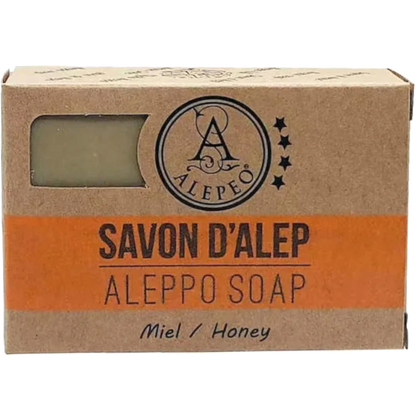 A
ALEPEO®
SAVON D'ALEP
ALEPPO SOAP
Miel / Honey